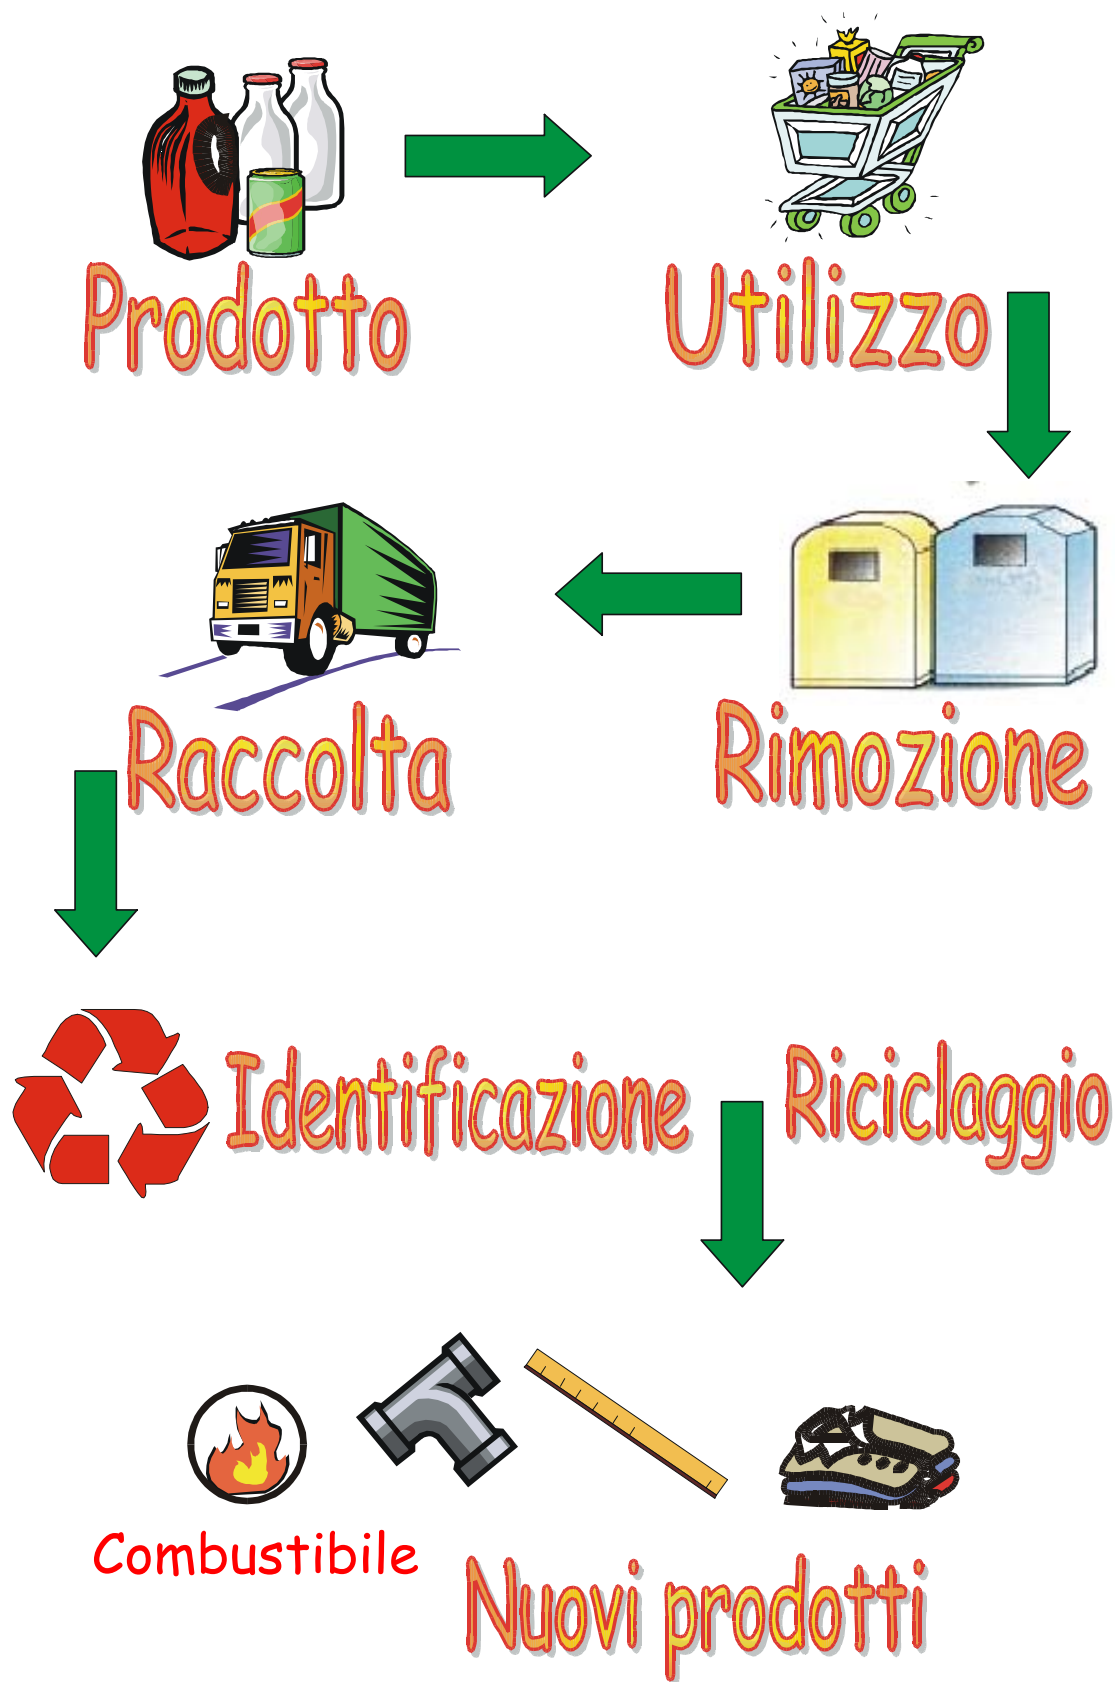 Prodotto
Utilizzo
Raccolta
Rimozione
Identificazione
Riciclaggio
Combustibile
Nuovi prodotti